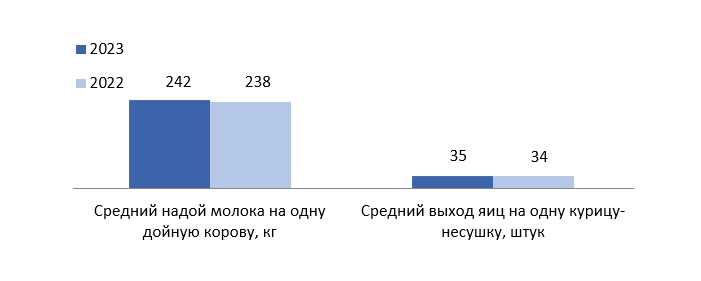 2023
2022
242
238
35
34
Средний надой молока на одну
дойную корову, кг
Средний выход яиц на одну курицу-
несушку, штук